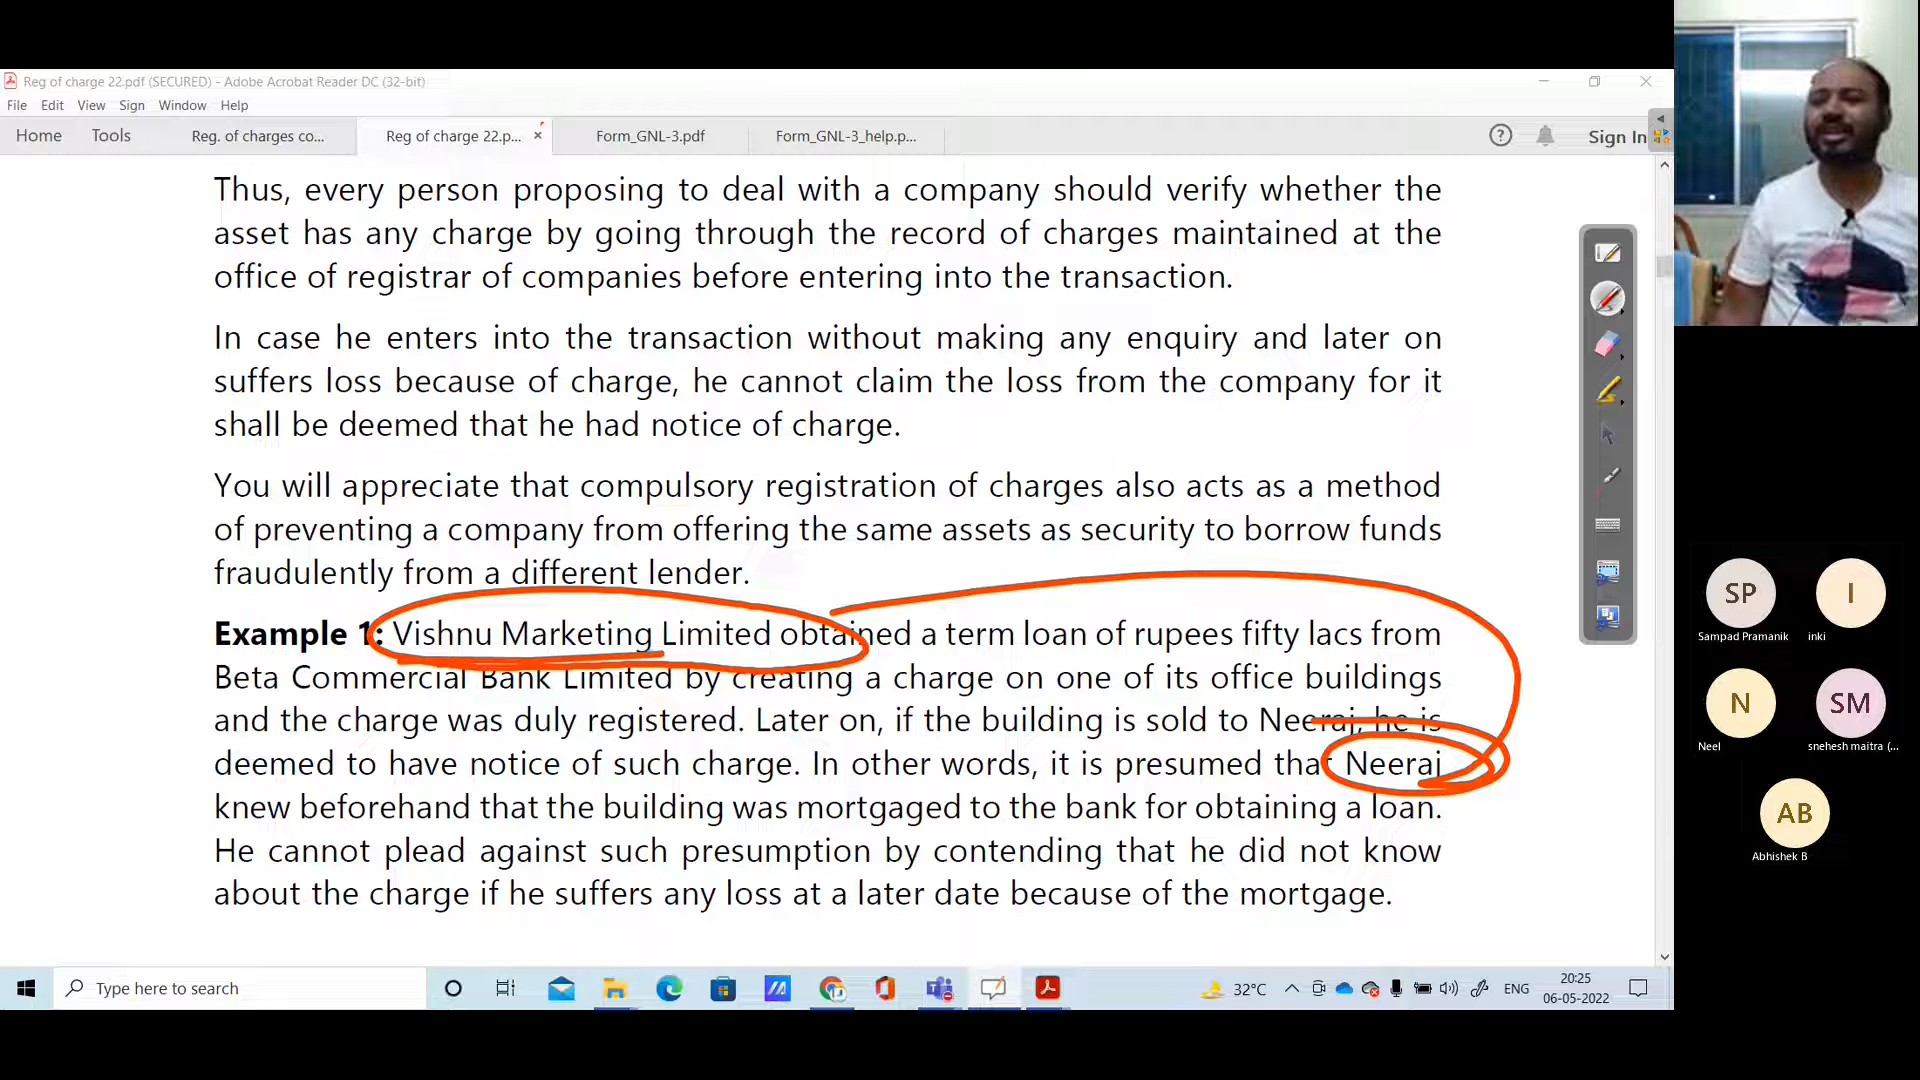 Reg of charge 22.pdf (SECURED) - Adobe Acrobat Reader DC (32-bit)
File Edit View Sign Window Help
Home Tools Reg. of charges co... Reg of charge 22.p... × Form_GNL-3.pdf Form_GNL-3_help.p... Sign In
Thus, every person proposing to deal with a company should verify whether the
asset has any charge by going through the record of charges maintained at the
office of registrar of companies before entering into the transaction.
In case he enters into the transaction without making any enquiry and later on
suffers loss because of charge, he cannot claim the loss from the company for it
shall be deemed that he had notice of charge.
You will appreciate that compulsory registration of charges also acts as a method
of preventing a company from offering the same assets as security to borrow funds
fraudulently from a different lender.
Example 1: Vishnu Marketing Limited obtained a term loan of rupees fifty lacs from
Beta Commercial Bank Limited by creating a charge on one of its office buildings
and the charge was duly registered. Later on, if the building is sold to Neeraj, he is
deemed to have notice of such charge. In other words, it is presumed that Neeraj
knew beforehand that the building was mortgaged to the bank for obtaining a loan.
He cannot plead against such presumption by contending that he did not know
about the charge if he suffers any loss at a later date because of the mortgage.
SP I
Sampad Pramanik inki
N SM
Neel snehesh maitra (...
AB
Abhishek B
Type here to search 32°C ENG 20:25
06-05-2022